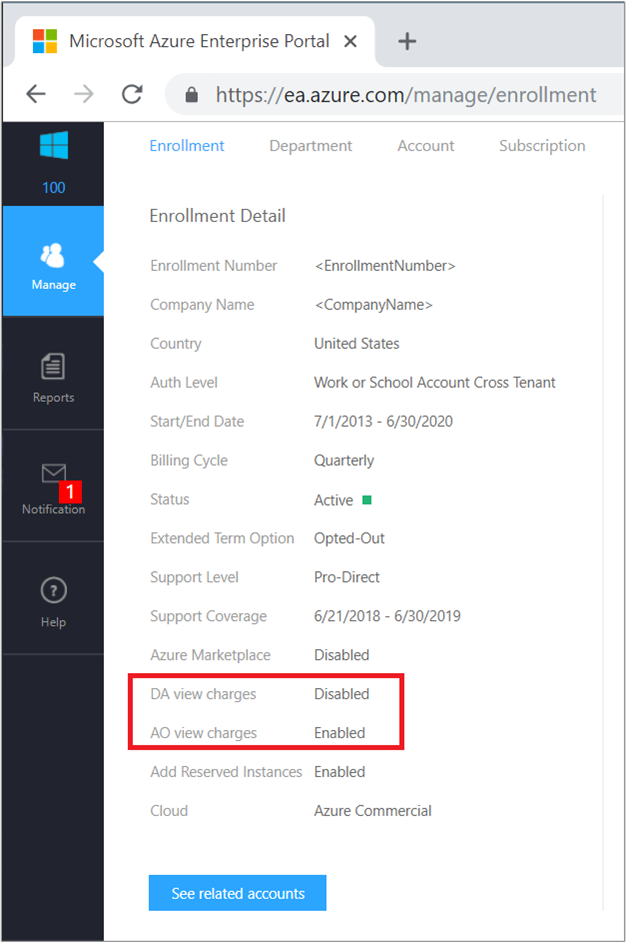 Microsoft Azure Enterprise Portal
https://ea.azure.com/manage/enrollment
100
Manage
Reports
1
Notification
?
Help
Enrollment Department Account Subscription
Enrollment Detail
Enrollment Number <EnrollmentNumber>
Company Name <CompanyName>
Country United States
Auth Level Work or School Account Cross Tenant
Start/End Date 7/1/2013 - 6/30/2020
Billing Cycle Quarterly
Status Active
Extended Term Option Opted-Out
Support Level Pro-Direct
Support Coverage 6/21/2018 - 6/30/2019
Azure Marketplace Disabled
DA view charges Disabled
AO view charges Enabled
Add Reserved Instances Enabled
Cloud Azure Commercial
See related accounts